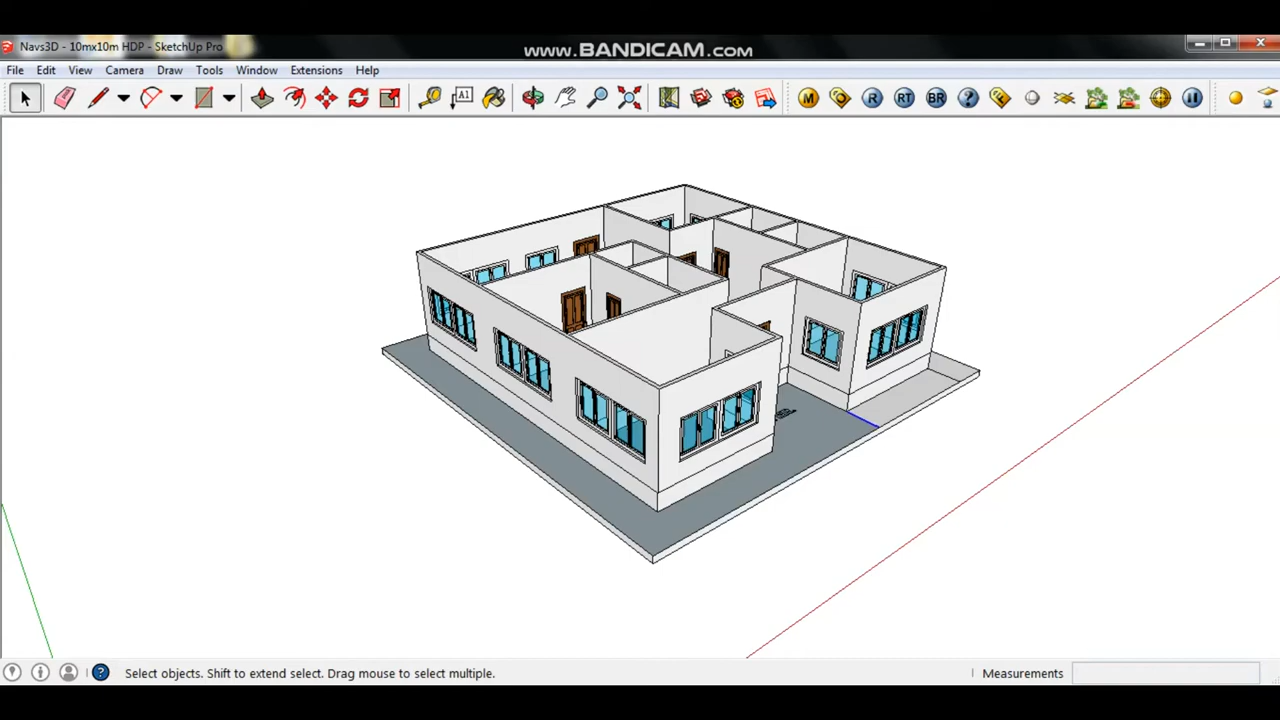 Navs3D - 10mx10m HDP - SketchUp Pro
www.BANDICAM.com
File Edit View Camera Draw Tools Window Extensions Help
A1 M O R RT BR ?
Select objects. Shift to extend select. Drag mouse to select multiple.
Measurements